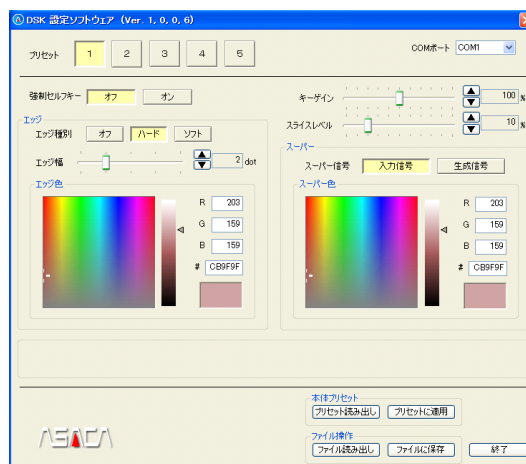 DSK 設定ソフトウェア (Ver. 1, 0, 0, 6)
プリセット 1 2 3 4 5 COMポート COM1
強制セルフキー オフ オン
キーゲイン 100 %
スライスレベル 10 %
エッジ
エッジ種別 オフ ハード ソフト
エッジ幅 2 dot
エッジ色
R 203
G 159
B 159
# CB9F9F
スーパー
スーパー信号 入力信号 生成信号
スーパー色
R 203
G 159
B 159
# CB9F9F
本体プリセット
プリセット読み出し プリセットに適用
ファイル操作
ファイル読み出し ファイルに保存 終了
ASACA